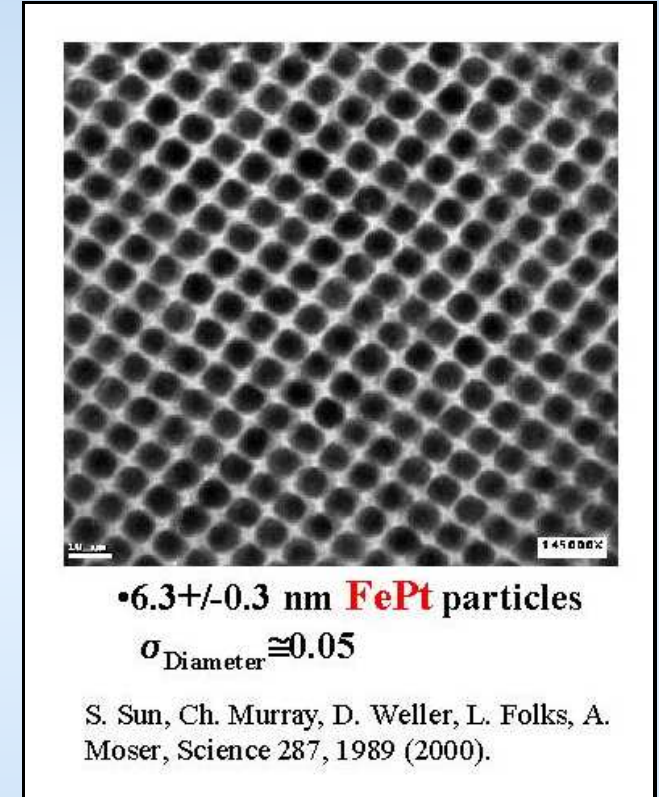 145000X
•6.3+/-0.3 nm FePt particles
σDiameter≅0.05
S. Sun, Ch. Murray, D. Weller, L. Folks, A.
Moser, Science 287, 1989 (2000).